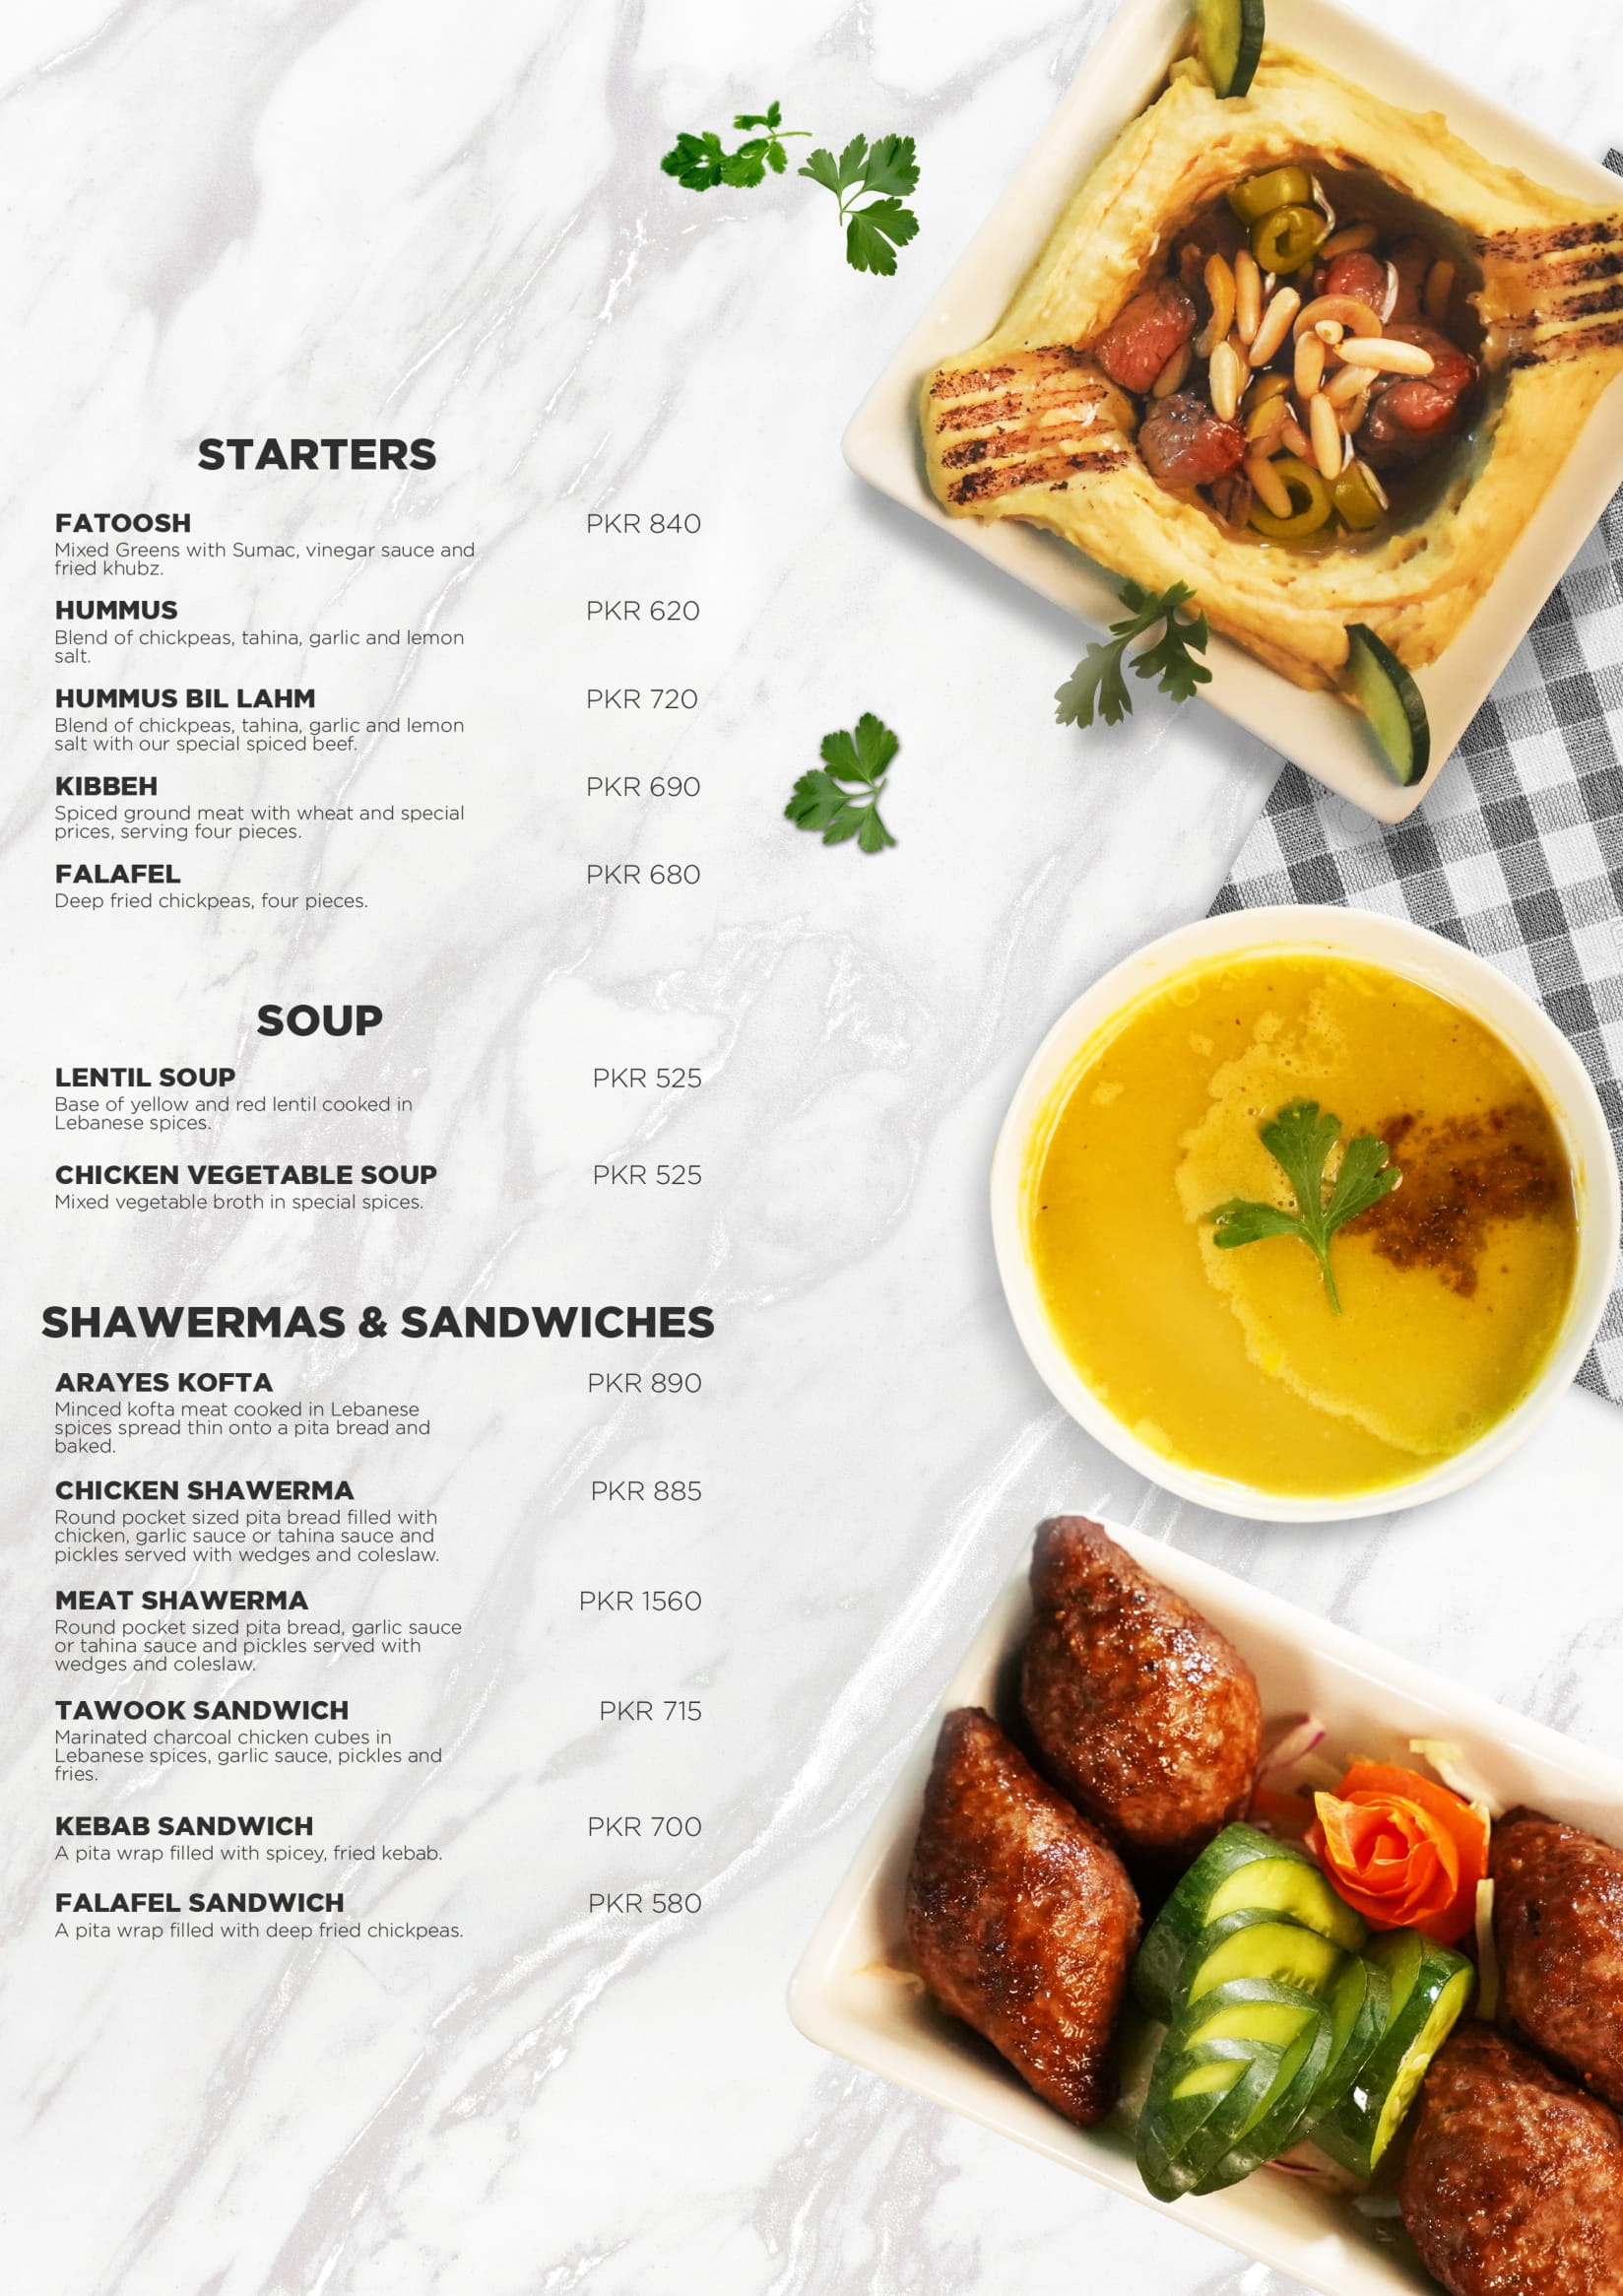 STARTERS
FATOOSH PKR 840
Mixed Greens with Sumac, vinegar sauce and
fried khubz.
HUMMUS PKR 620
Blend of chickpeas, tahina, garlic and lemon
salt.
HUMMUS BIL LAHM PKR 720
Blend of chickpeas, tahina, garlic and lemon
salt with our special spiced beef.
KIBBEH PKR 690
Spiced ground meat with wheat and special
prices, serving four pieces.
FALAFEL PKR 680
Deep fried chickpeas, four pieces.
SOUP
LENTIL SOUP PKR 525
Base of yellow and red lentil cooked in
Lebanese spices.
CHICKEN VEGETABLE SOUP PKR 525
Mixed vegetable broth in special spices.
SHAWERMAS & SANDWICHES
ARAYES KOFTA PKR 890
Minced kofta meat cooked in Lebanese
spices spread thin onto a pita bread and
baked.
CHICKEN SHAWERMA PKR 885
Round pocket sized pita bread filled with
chicken, garlic sauce or tahina sauce and
pickles served with wedges and coleslaw.
MEAT SHAWERMA PKR 1560
Round pocket sized pita bread, garlic sauce
or tahina sauce and pickles served with
wedges and coleslaw.
TAWOOK SANDWICH PKR 715
Marinated charcoal chicken cubes in
Lebanese spices, garlic sauce, pickles and
fries.
KEBAB SANDWICH PKR 700
A pita wrap filled with spicey, fried kebab.
FALAFEL SANDWICH PKR 580
A pita wrap filled with deep fried chickpeas.